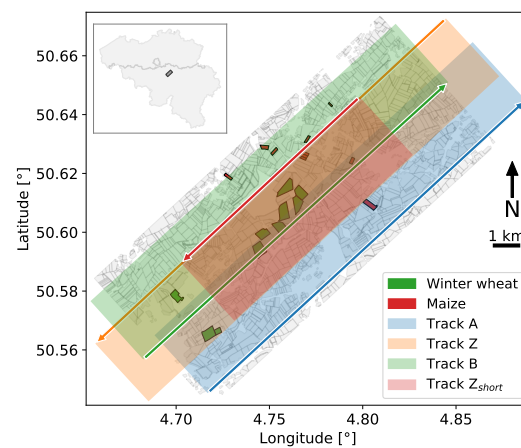 50.66
50.64
50.62
50.60
50.58
50.56
Latitude [°]
4.70
4.75
4.80
4.85
Longitude [°]
N
1 km
Winter wheat
Maize
Track A
Track Z
Track B
Track Z_short